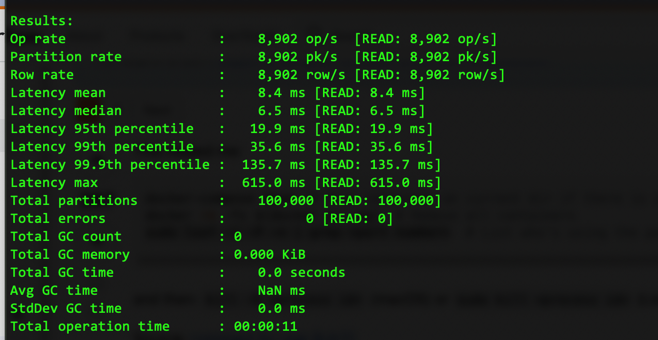 Results:
Op rate                   :    8,902 op/s  [READ: 8,902 op/s]
Partition rate            :    8,902 pk/s  [READ: 8,902 pk/s]
Row rate                  :    8,902 row/s [READ: 8,902 row/s]
Latency mean              :    8.4 ms [READ: 8.4 ms]
Latency median            :    6.5 ms [READ: 6.5 ms]
Latency 95th percentile   :   19.9 ms [READ: 19.9 ms]
Latency 99th percentile   :   35.6 ms [READ: 35.6 ms]
Latency 99.9th percentile :  135.7 ms [READ: 135.7 ms]
Latency max               :  615.0 ms [READ: 615.0 ms]
Total partitions          :    100,000 [READ: 100,000]
Total errors              :          0 [READ: 0]
Total GC count            : 0
Total GC memory           : 0.000 KiB
Total GC time             :    0.0 seconds
Avg GC time               :    NaN ms
StdDev GC time            :    0.0 ms
Total operation time      : 00:00:11